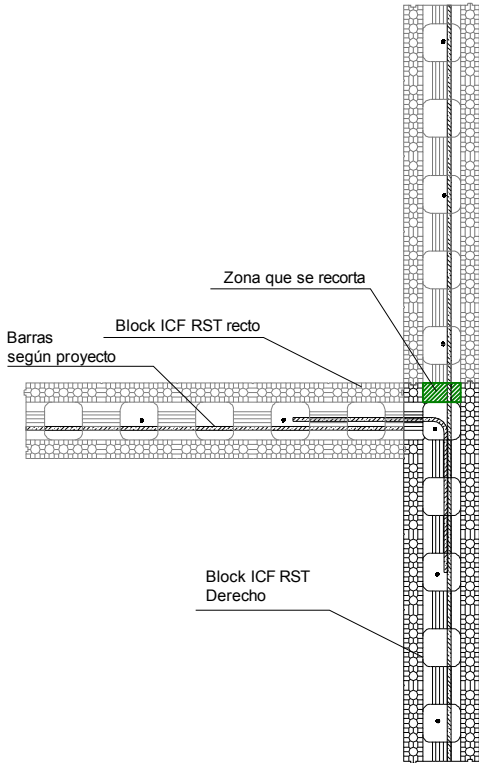 Zona que se recorta
Block ICF RST recto
Barras
según proyecto
Block ICF RST
Derecho